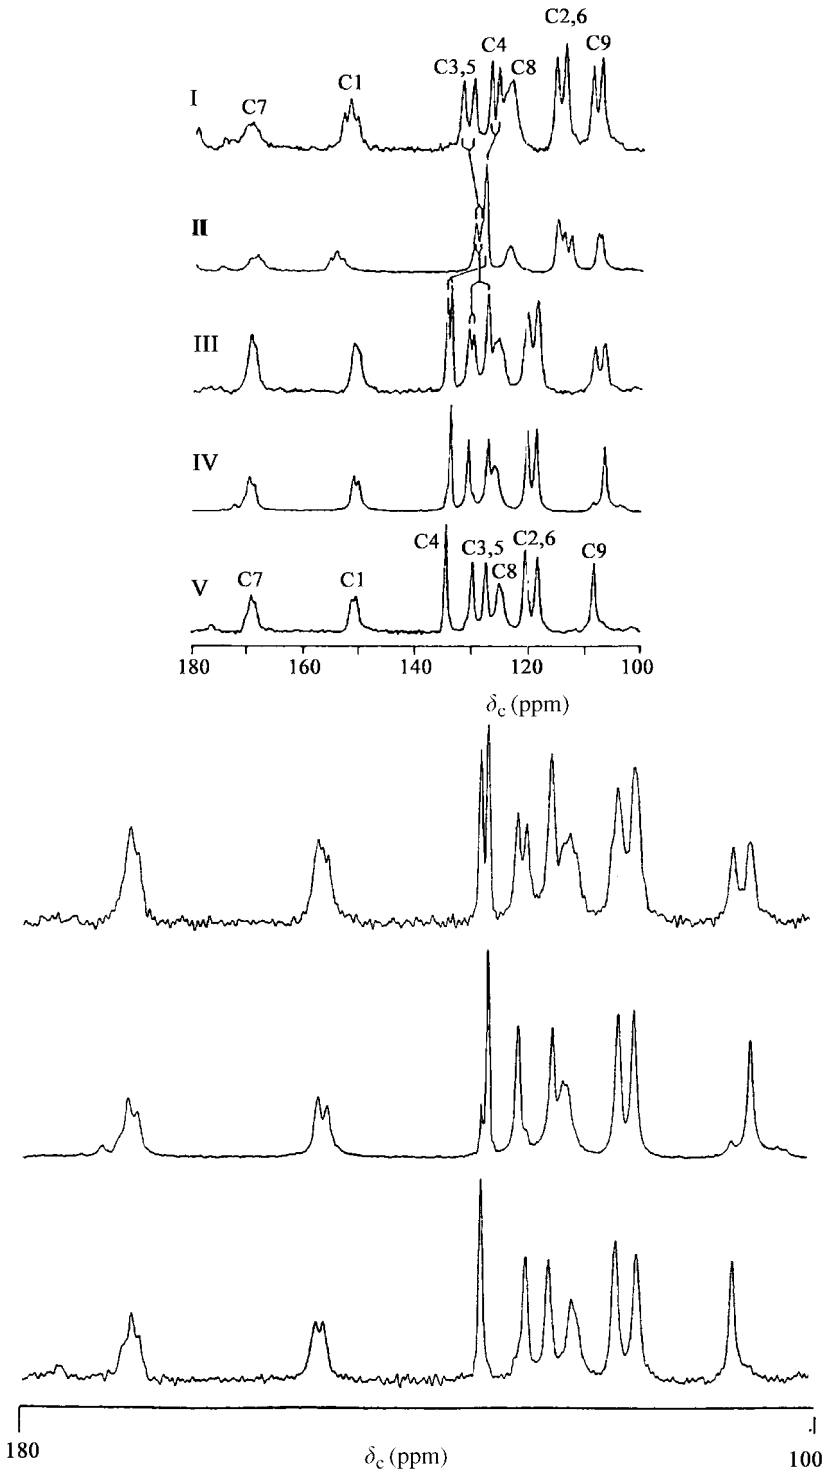 C2,6
C4
C9
C3,5
C8
C1
C7
I
II
III
IV
C4
C3,5
C2,6
C9
C8
C7
C1
V
180 160 140 120 100
δc (ppm)
180 δc (ppm) 100